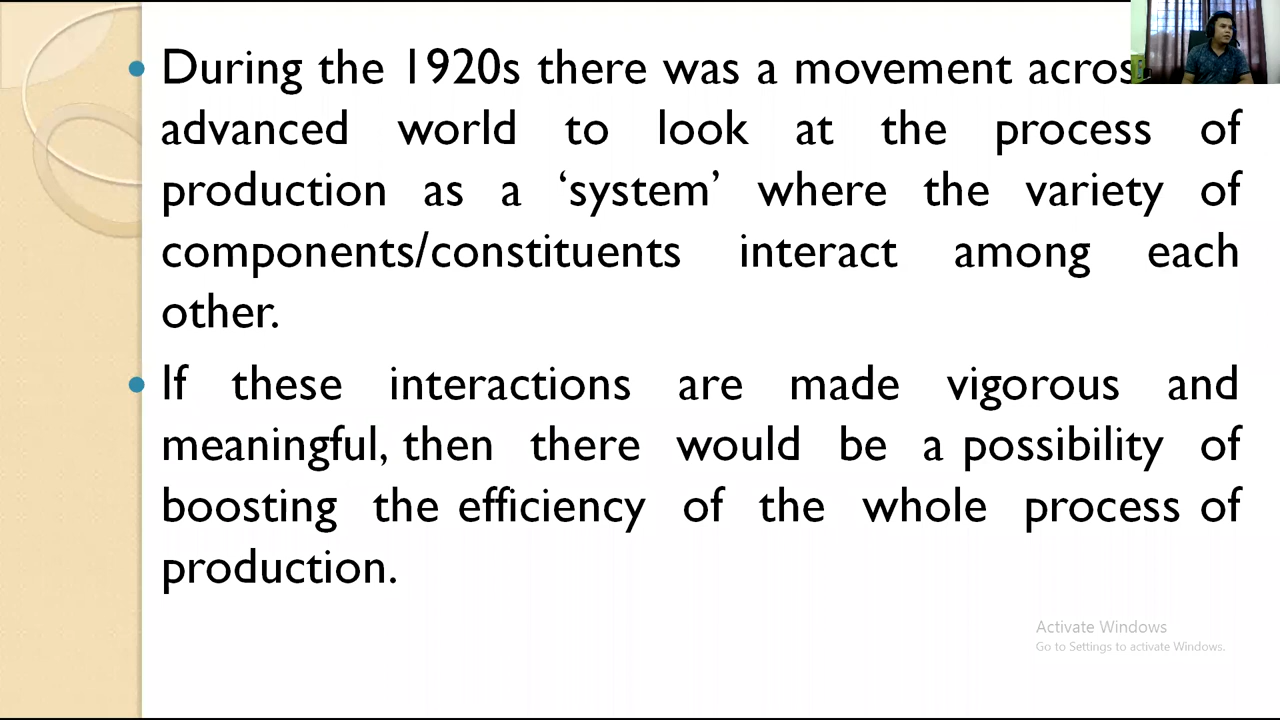 During the 1920s there was a movement acros
advanced world to look at the process of
production as a ‘system’ where the variety of
components/constituents interact among each
other.
If these interactions are made vigorous and
meaningful, then there would be a possibility of
boosting the efficiency of the whole process of
production.
Activate Windows
Go to Settings to activate Windows.